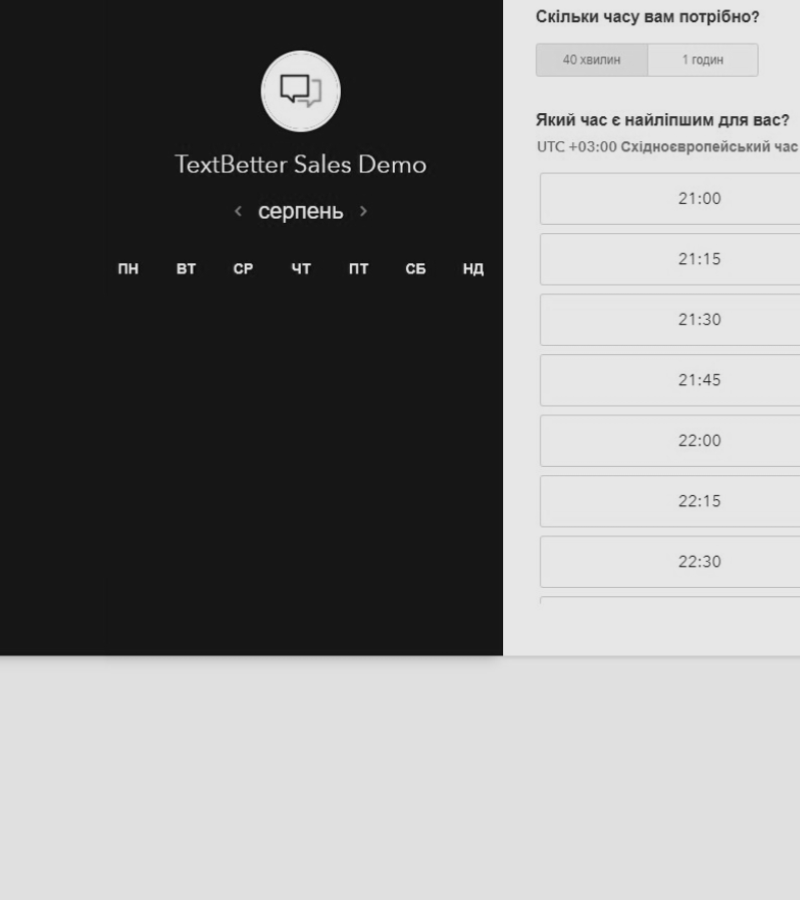 TextBetter Sales Demo
серпень
ПН ВТ СР ЧТ ПТ СБ НД
Скільки часу вам потрібно?
40 хвилин 1 годин
Який час є найліпшим для вас?
UTC +03:00 Східноєвропейський час
21:00
21:15
21:30
21:45
22:00
22:15
22:30